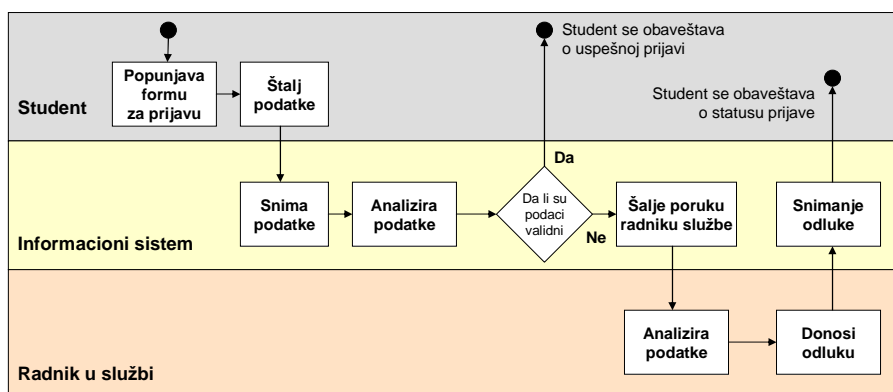 Student se obaveštava
o uspešnoj prijavi
Popunjava
formu
za prijavu
Štalj
podatke
Student se obaveštava
o statusu prijave
Student
Da
Snima
podatke
Analizira
podatke
Da li su
podaci
validni
Ne
Šalje poruku
radniku službe
Snimanje
odluke
Informacioni sistem
Analizira
podatke
Donosi
odluku
Radnik u službi